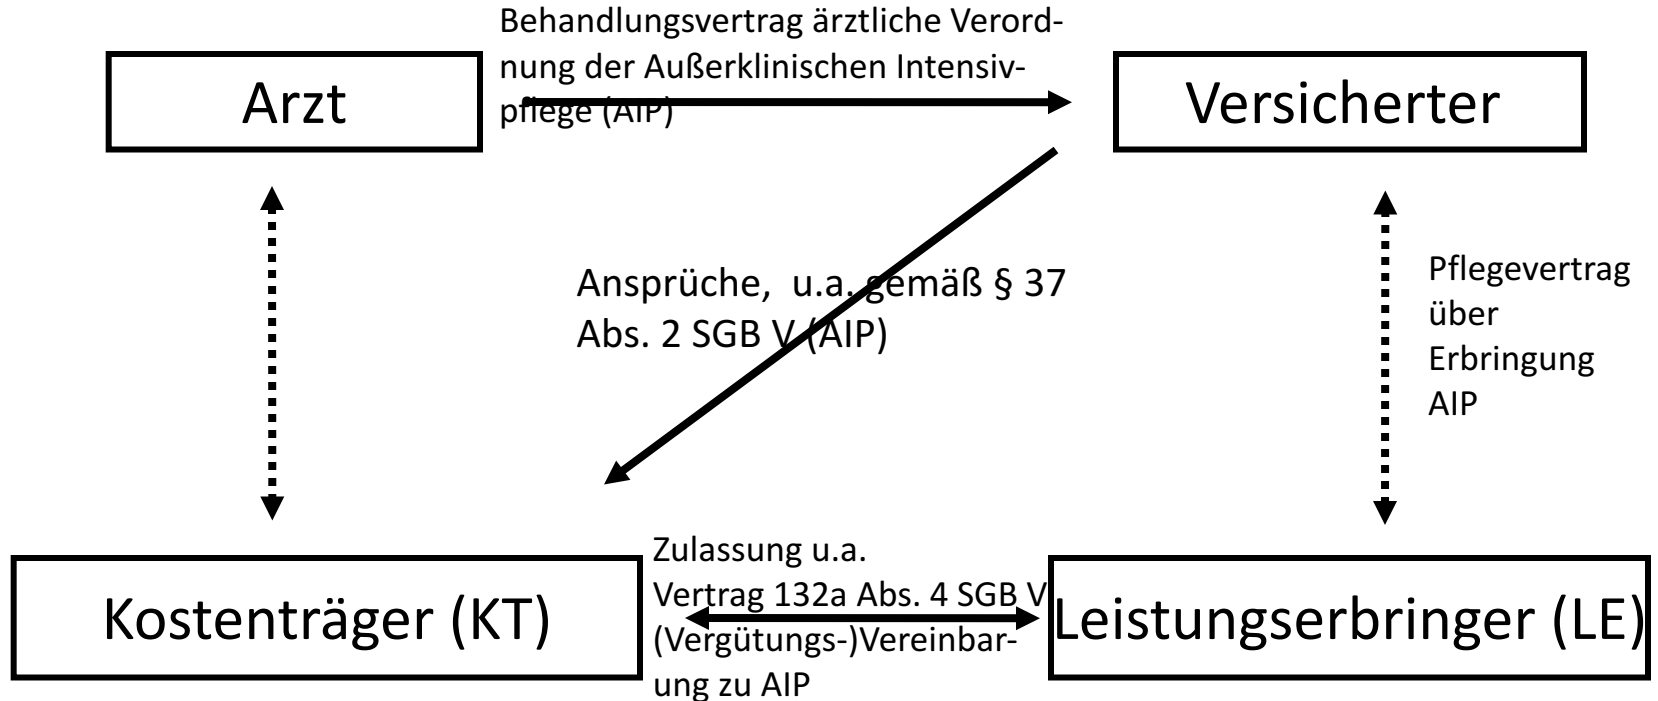 Behandlungsvertrag ärztliche Verord-
nung der Außerklinischen Intensiv-
pflege (AIP)
Arzt
Versicherter
Ansprüche,  u.a. gemäß § 37
Abs. 2 SGB V (AIP)
Pflegevertrag
über
Erbringung
AIP
Kostenträger (KT)
Zulassung u.a.
Vertrag 132a Abs. 4 SGB V
(Vergütungs-)Vereinbar-
ung zu AIP
Leistungserbringer (LE)